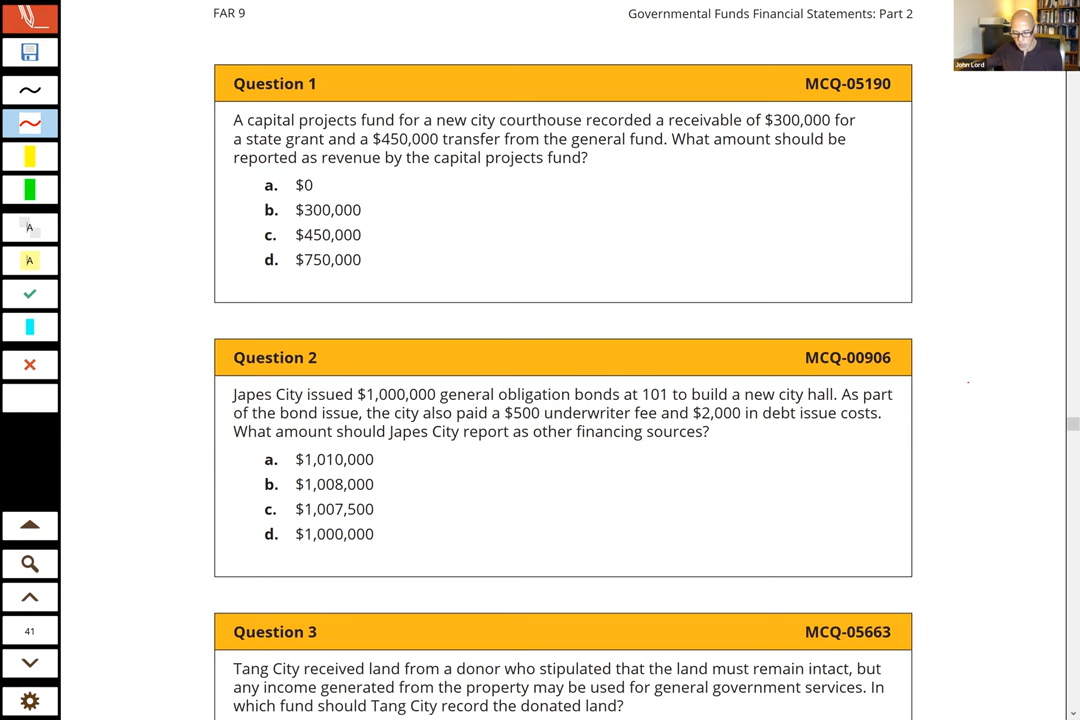 FAR 9
Governmental Funds Financial Statements: Part 2
John Lord
Question 1 MCQ-05190
A capital projects fund for a new city courthouse recorded a receivable of $300,000 for
a state grant and a $450,000 transfer from the general fund. What amount should be
reported as revenue by the capital projects fund?
a. $0
b. $300,000
c. $450,000
d. $750,000
Question 2 MCQ-00906
Japes City issued $1,000,000 general obligation bonds at 101 to build a new city hall. As part
of the bond issue, the city also paid a $500 underwriter fee and $2,000 in debt issue costs.
What amount should Japes City report as other financing sources?
a. $1,010,000
b. $1,008,000
c. $1,007,500
d. $1,000,000
Question 3 MCQ-05663
Tang City received land from a donor who stipulated that the land must remain intact, but
any income generated from the property may be used for general government services. In
which fund should Tang City record the donated land?
A
A
41